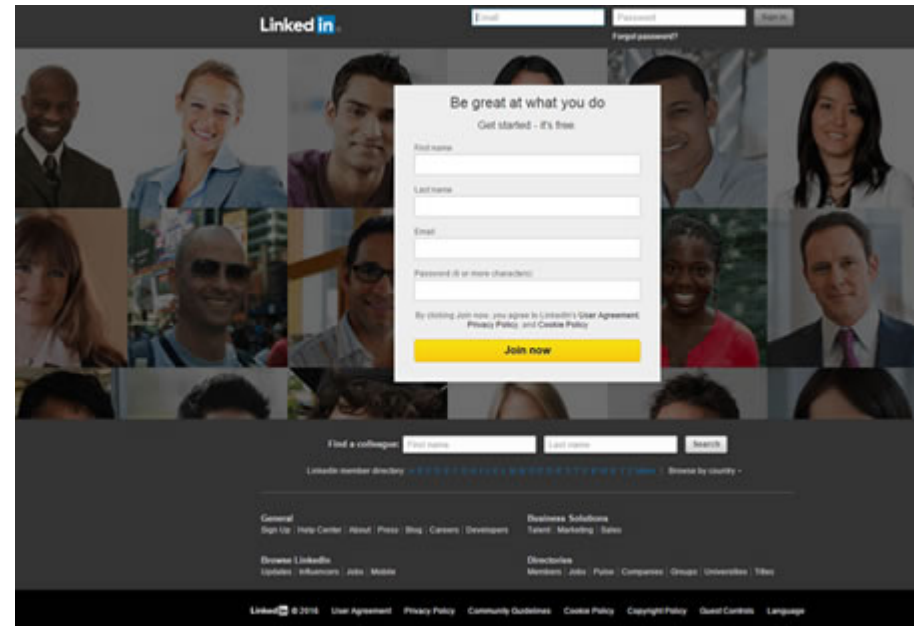 Linked in
Email Password Sign in
Forgot password?
Be great at what you do
Get started - it's free.
First name
Last name
Email
Password (6 or more characters)
By clicking Join now, you agree to LinkedIn's User Agreement,
Privacy Policy, and Cookie Policy
Join now
Find a colleague: First name Last name Search
LinkedIn member directory: Browse by country
General
Sign Up | Help Center | About | Press | Blog | Careers | Developers
Business Solutions
Talent | Marketing | Sales
Browse LinkedIn
Updates | Influencers | Jobs | Mobile
Directories
Members | Jobs | Pulse | Companies | Groups | Universities | Titles
Linked in © 2016 User Agreement Privacy Policy Community Guidelines Cookie Policy Copyright Policy Guest Controls Language